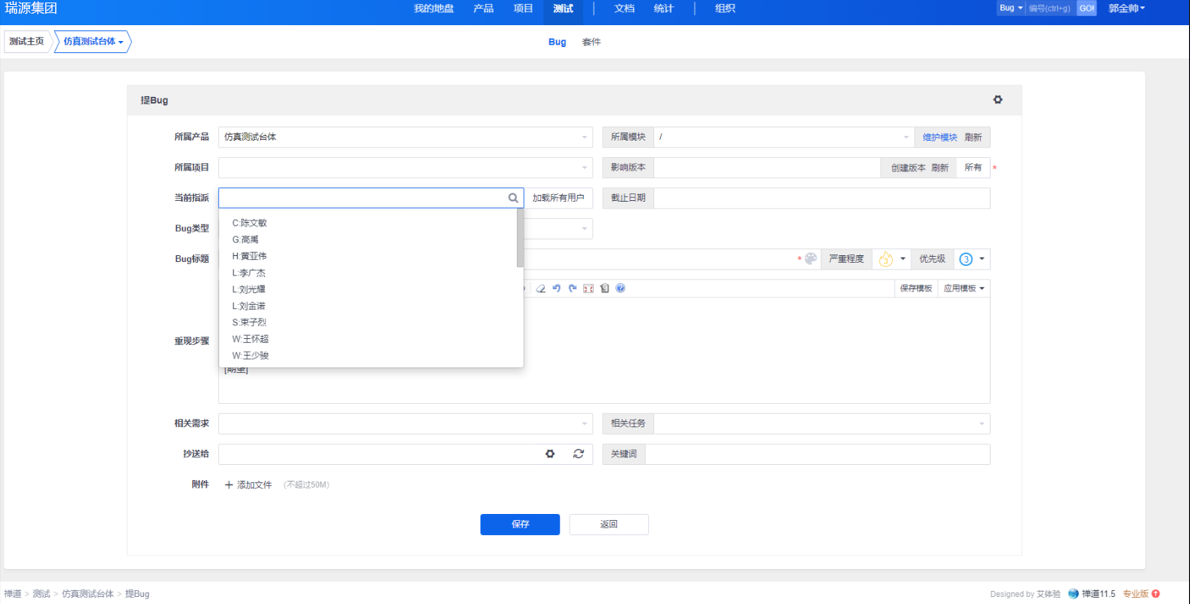 瑞源集团 我的地盘 产品 项目 测试 文档 统计 组织 Bug 编号(ctrl+g) GO! 郭全帅
测试主页 仿真测试台体 Bug 套件
提Bug
所属产品 仿真测试台体 所属模块 / 维护模块 刷新
所属项目 影响版本 创建版本 刷新 所有 *
当前指派 加载所有用户 截止日期
C:陈文敏
Bug类型
G:高禹
H:黄亚伟
Bug标题 * 严重程度 3 优先级 3
L:李广杰
L:刘光耀
保存模板 应用模板
L:刘金诺
S:束子烈
重现步骤
W:王怀超
W:王少骏
[期望]
相关需求 相关任务
抄送给 关键词
附件 + 添加文件 (不超过50M)
保存 返回
禅道 > 测试 > 仿真测试台体 > 提Bug Designed by 艾体验 禅道11.5 专业版